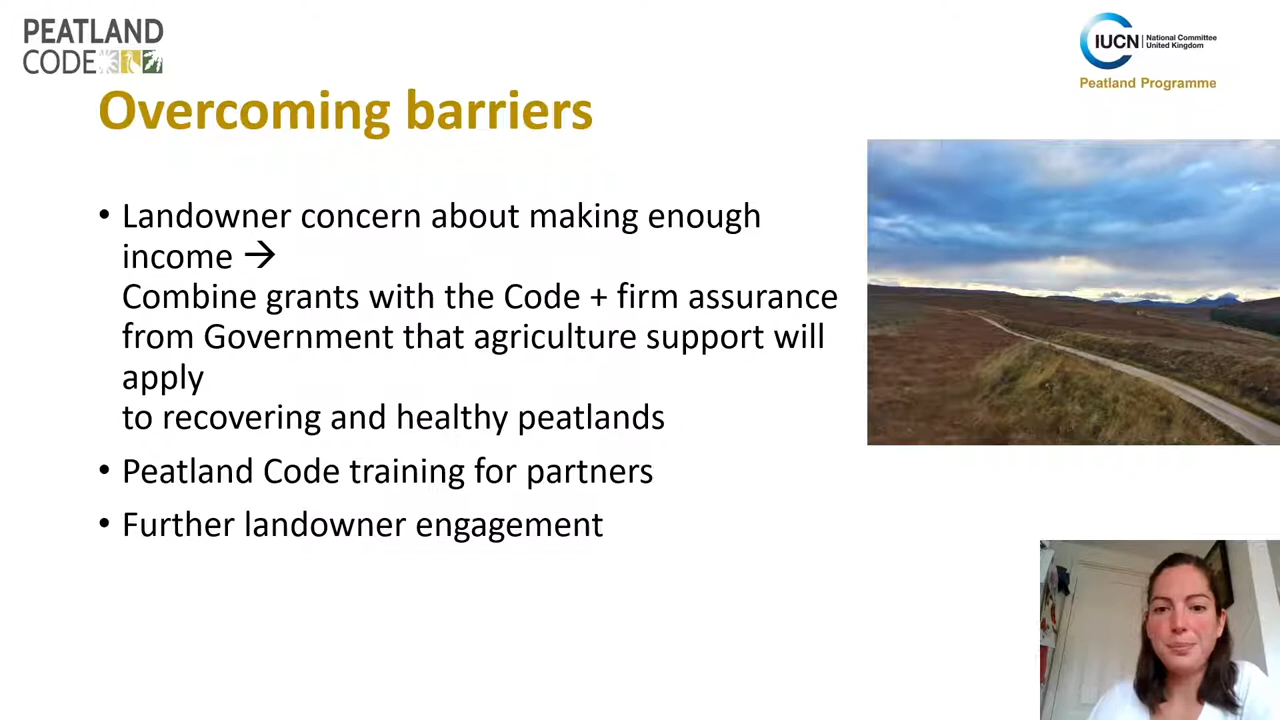 PEATLAND
CODE
IUCN
National Committee
United Kingdom
Peatland Programme
Overcoming barriers
• Landowner concern about making enough
income →
Combine grants with the Code + firm assurance
from Government that agriculture support will
apply
to recovering and healthy peatlands
• Peatland Code training for partners
• Further landowner engagement